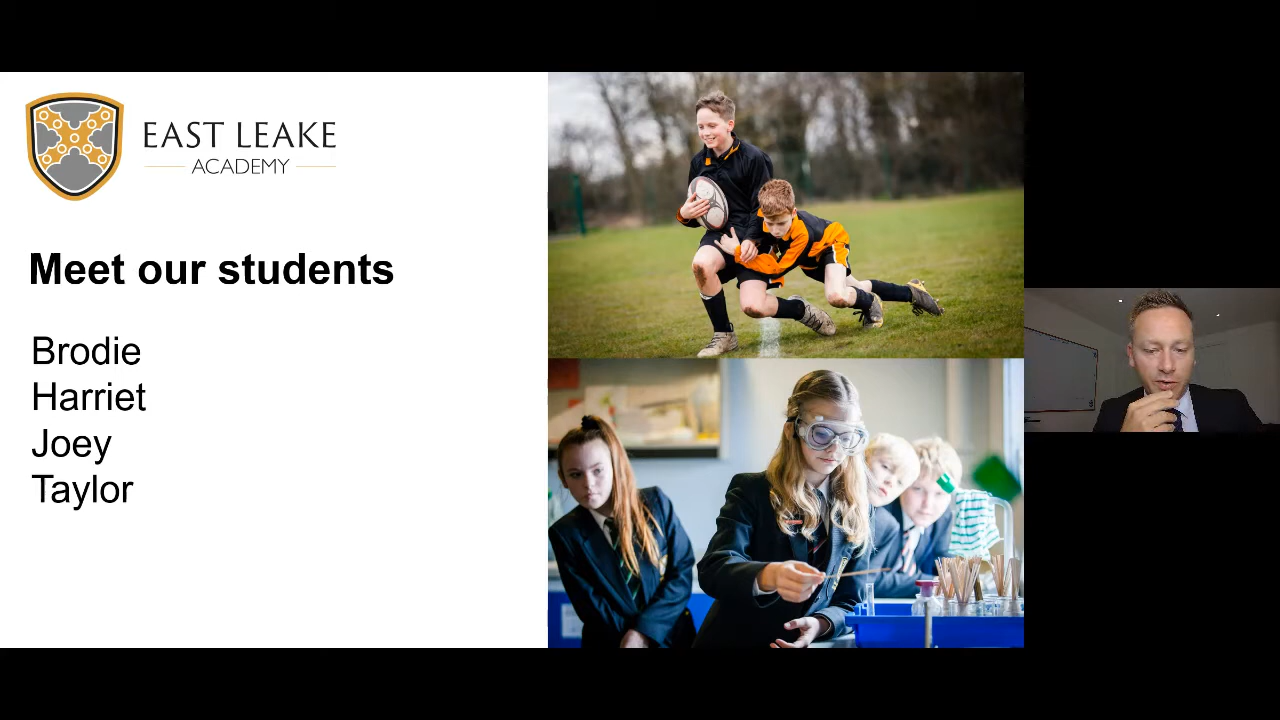 EAST LEAKE
ACADEMY
Meet our students
Brodie
Harriet
Joey
Taylor